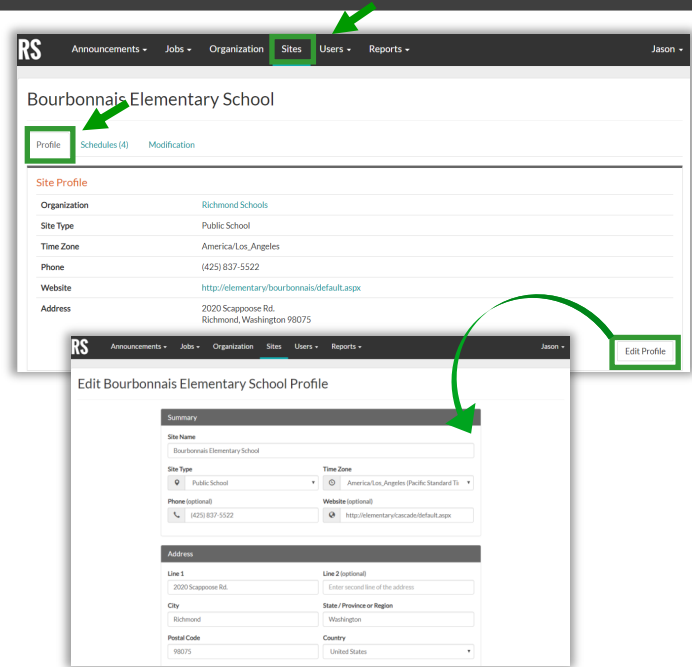 RS Announcements Jobs Organization Sites Users Reports Jason
Bourbonnais Elementary School
Profile Schedules (4) Modification
Site Profile
Organization Richmond Schools
Site Type Public School
Time Zone America/Los_Angeles
Phone (425) 837-5522
Website http://elementary/bourbonnais/default.aspx
Address 2020 Scappoose Rd.
Richmond, Washington 98075
Edit Profile
RS Announcements Jobs Organization Sites Users Reports Jason
Edit Bourbonnais Elementary School Profile
Summary
Site Name
Bourbonnais Elementary School
Site Type Time Zone
Public School America/Los_Angeles (Pacific Standard Ti
Phone (optional) Website (optional)
(425) 837-5522 http://elementary/cascade/default.aspx
Address
Line 1 Line 2 (optional)
2020 Scappoose Rd. Enter second line of the address
City State / Province or Region
Richmond Washington
Postal Code Country
98075 United States